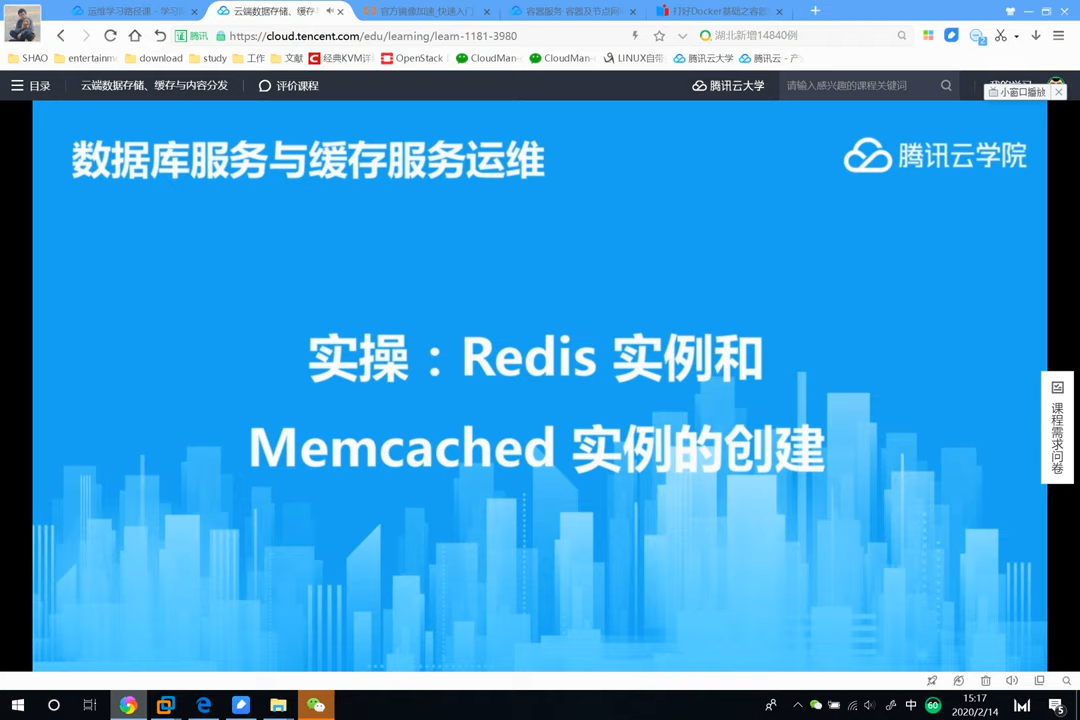 运维学习路径课 - 学习
云端数据存储、缓存
官方镜像加速_快速入门
容器服务 容器及节点网
打好Docker基础之容
腾讯
https://cloud.tencent.com/edu/learning/learn-1181-3980
湖北新增14840例
SHAO
entertainm
download
study
工作
文献
经典KVM详
OpenStack
CloudMan
CloudMan
LINUX自带
腾讯云大学
腾讯云 - 产
目录
云端数据存储、缓存与内容分发
评价课程
腾讯云大学
请输入感兴趣的课程关键词
小窗口播放
数据库服务与缓存服务运维
腾讯云学院
实操：Redis 实例和
Memcached 实例的创建
课程需求问卷
中
60
15:17
2020/2/14
5